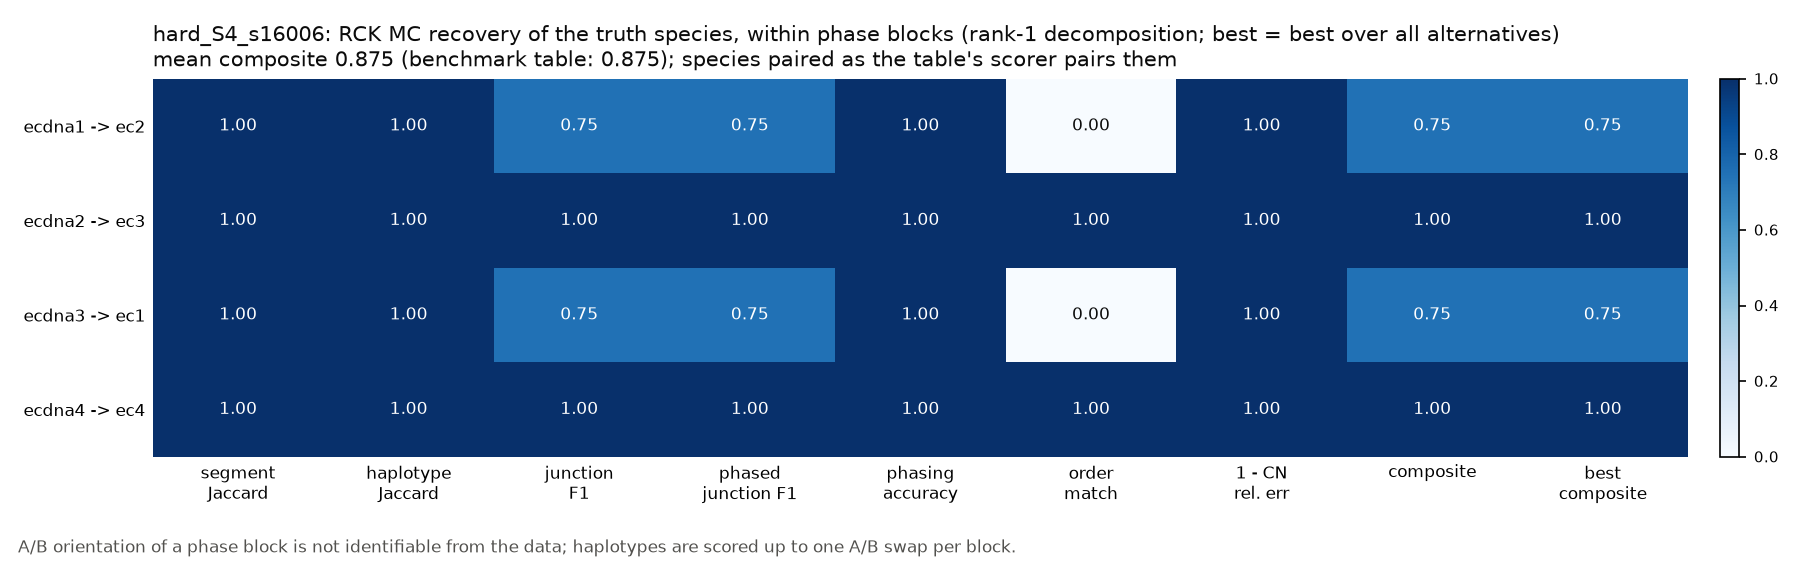 hard_S4_s16006: RCK MC recovery of the truth species, within phase blocks (rank-1 decomposition; best = best over all alternatives)
mean composite 0.875 (benchmark table: 0.875); species paired as the table's scorer pairs them
ecdna1 -> ec2 1.00 1.00 0.75 0.75 1.00 0.00 1.00 0.75 0.75
ecdna2 -> ec3 1.00 1.00 1.00 1.00 1.00 1.00 1.00 1.00 1.00
ecdna3 -> ec1 1.00 1.00 0.75 0.75 1.00 0.00 1.00 0.75 0.75
ecdna4 -> ec4 1.00 1.00 1.00 1.00 1.00 1.00 1.00 1.00 1.00
segment
Jaccard
haplotype
Jaccard
junction
F1
phased
junction F1
phasing
accuracy
order
match
1 - CN
rel. err
composite
best
composite
1.0
0.8
0.6
0.4
0.2
0.0
A/B orientation of a phase block is not identifiable from the data; haplotypes are scored up to one A/B swap per block.